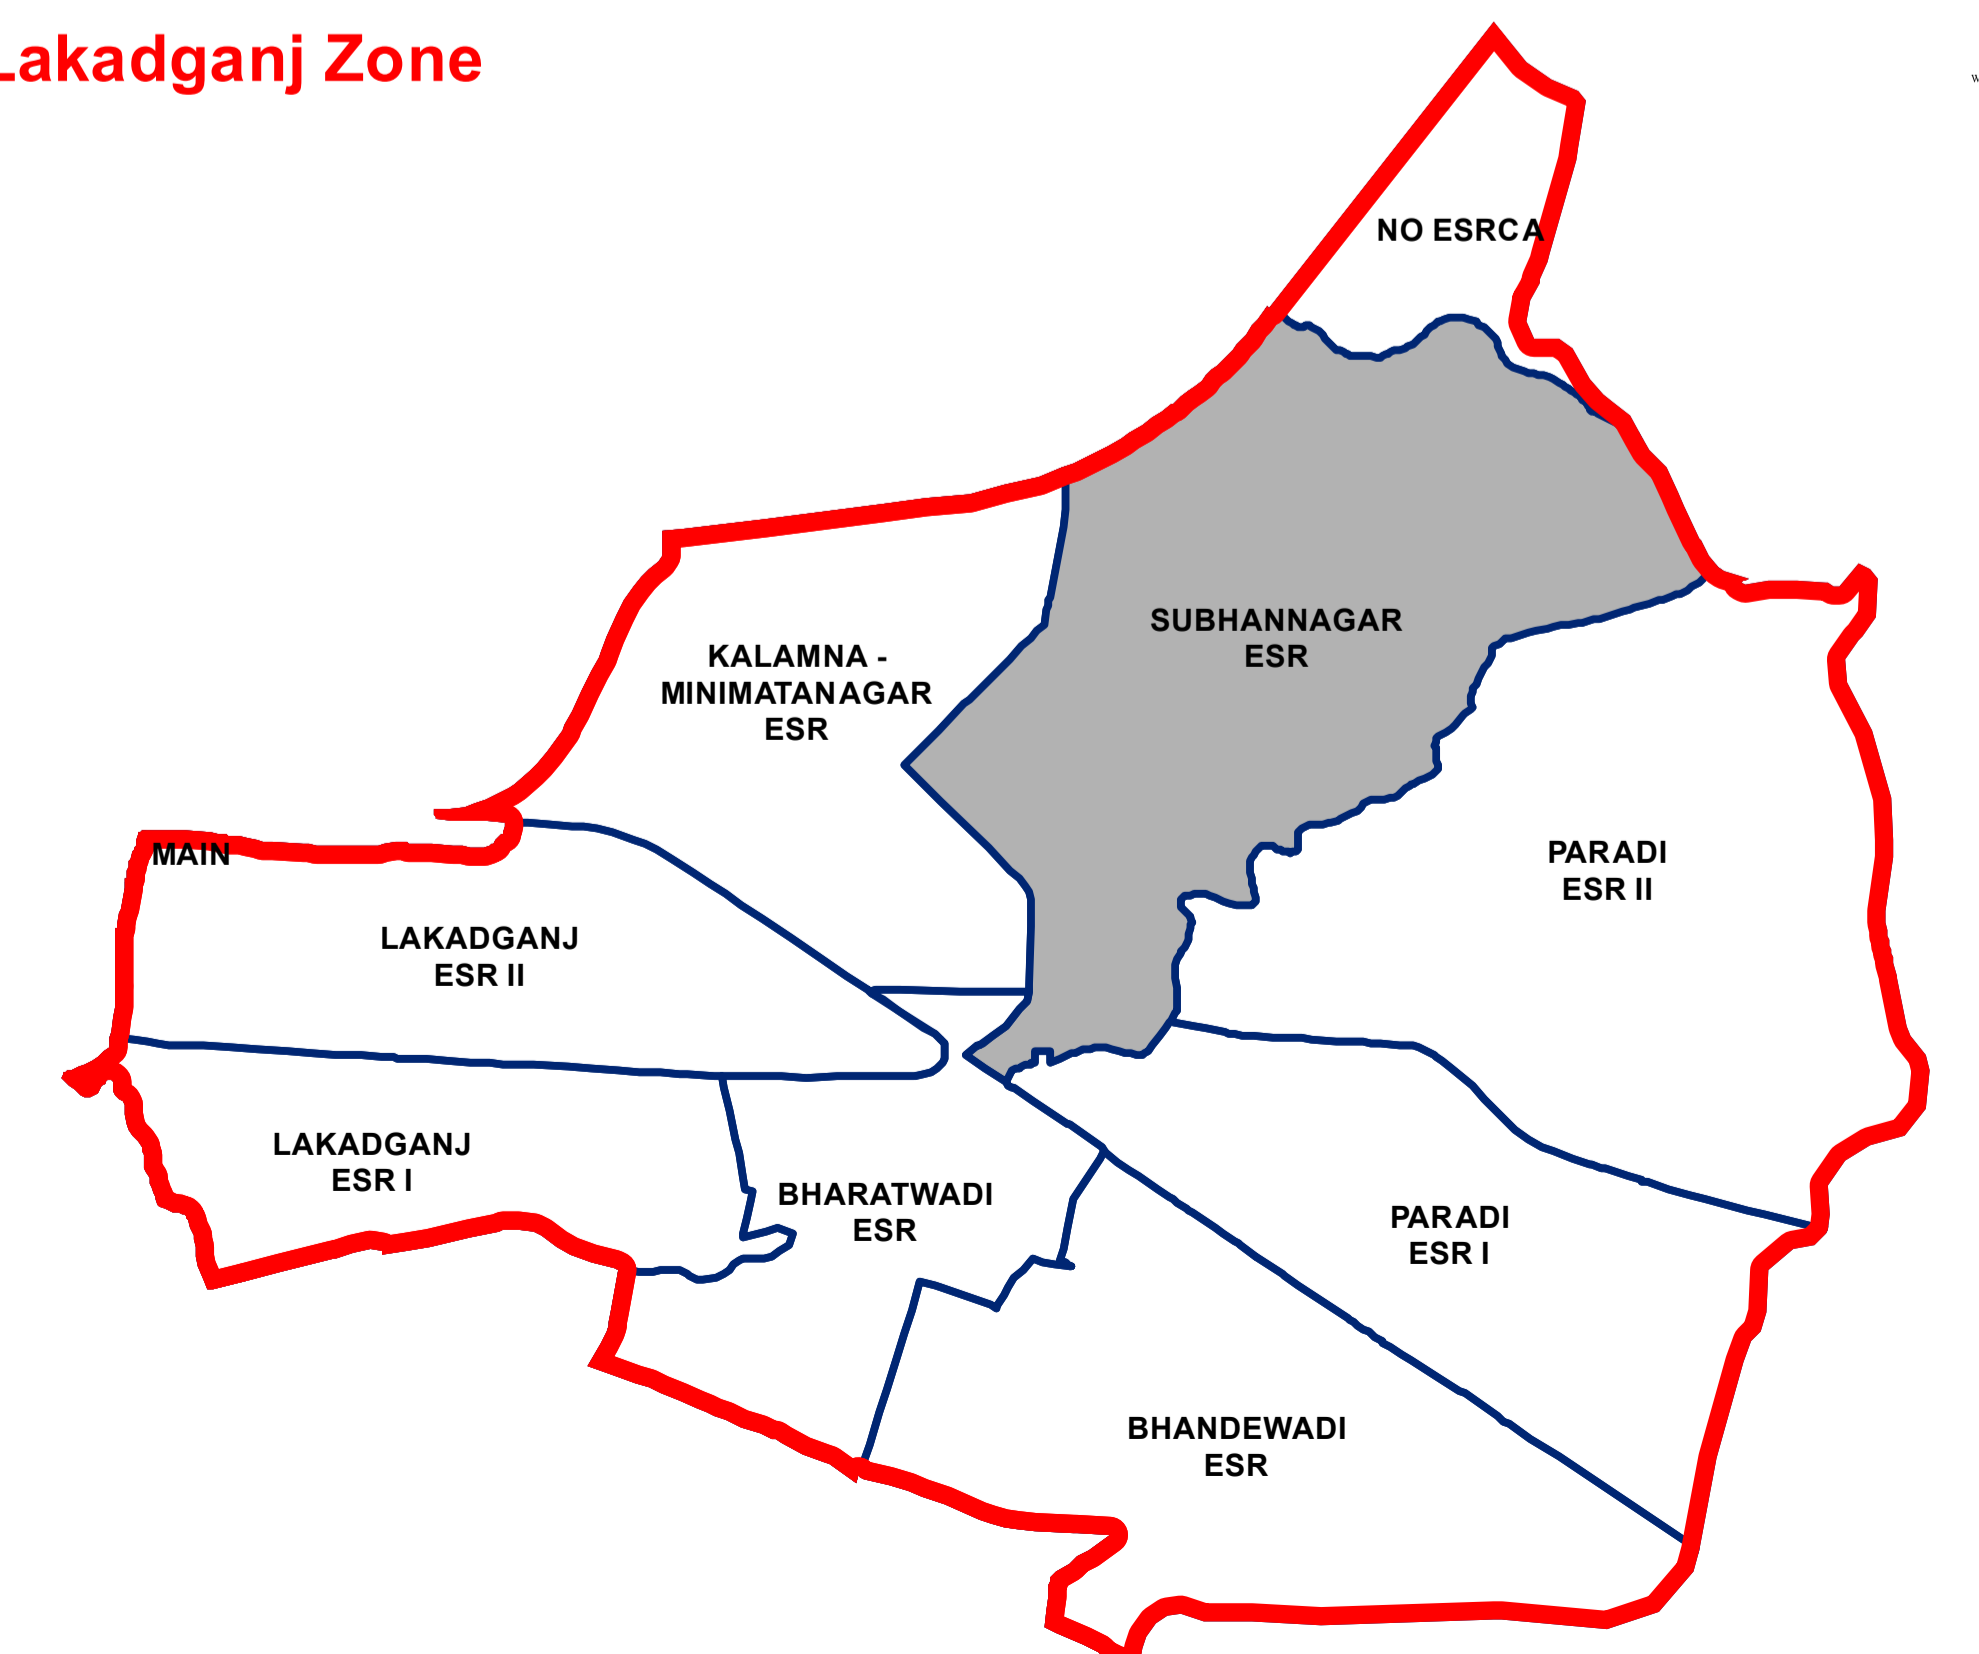 Lakadganj Zone
NO ESRCA
SUBHANNAGAR
ESR
KALAMNA -
MINIMATANAGAR
ESR
MAIN
PARADI
ESR II
LAKADGANJ
ESR II
LAKADGANJ
ESR I
BHARATWADI
ESR
PARADI
ESR I
BHANDEWADI
ESR